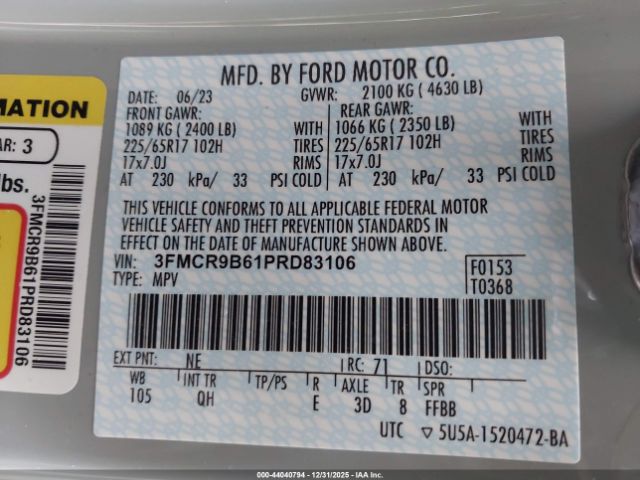 MATION
AR: 3
lbs.
3FMCR9B61PRD83106
MFD. BY FORD MOTOR CO.
DATE: 06/23 GVWR: 2100 KG ( 4630 LB)
FRONT GAWR: REAR GAWR:
1089 KG ( 2400 LB) WITH 1066 KG ( 2350 LB) WITH
225/65R17 102H TIRES 225/65R17 102H TIRES
17x7.0J RIMS 17x7.0J RIMS
AT 230 kPa/ 33 PSI COLD AT 230 kPa/ 33 PSI COLD
THIS VEHICLE CONFORMS TO ALL APPLICABLE FEDERAL MOTOR
VEHICLE SAFETY AND THEFT PREVENTION STANDARDS IN
EFFECT ON THE DATE OF MANUFACTURE SHOWN ABOVE.
VIN: 3FMCR9B61PRD83106 F0153
TYPE: MPV T0368
EXT PNT: NE RC: 71 DSO:
WB INT TR TP/PS R AXLE TR SPR
105 QH E 3D 8 FFBB
UTC ▽ 5U5A-1520472-BA
000-44040794 - 12/31/2025 - IAAI.COM